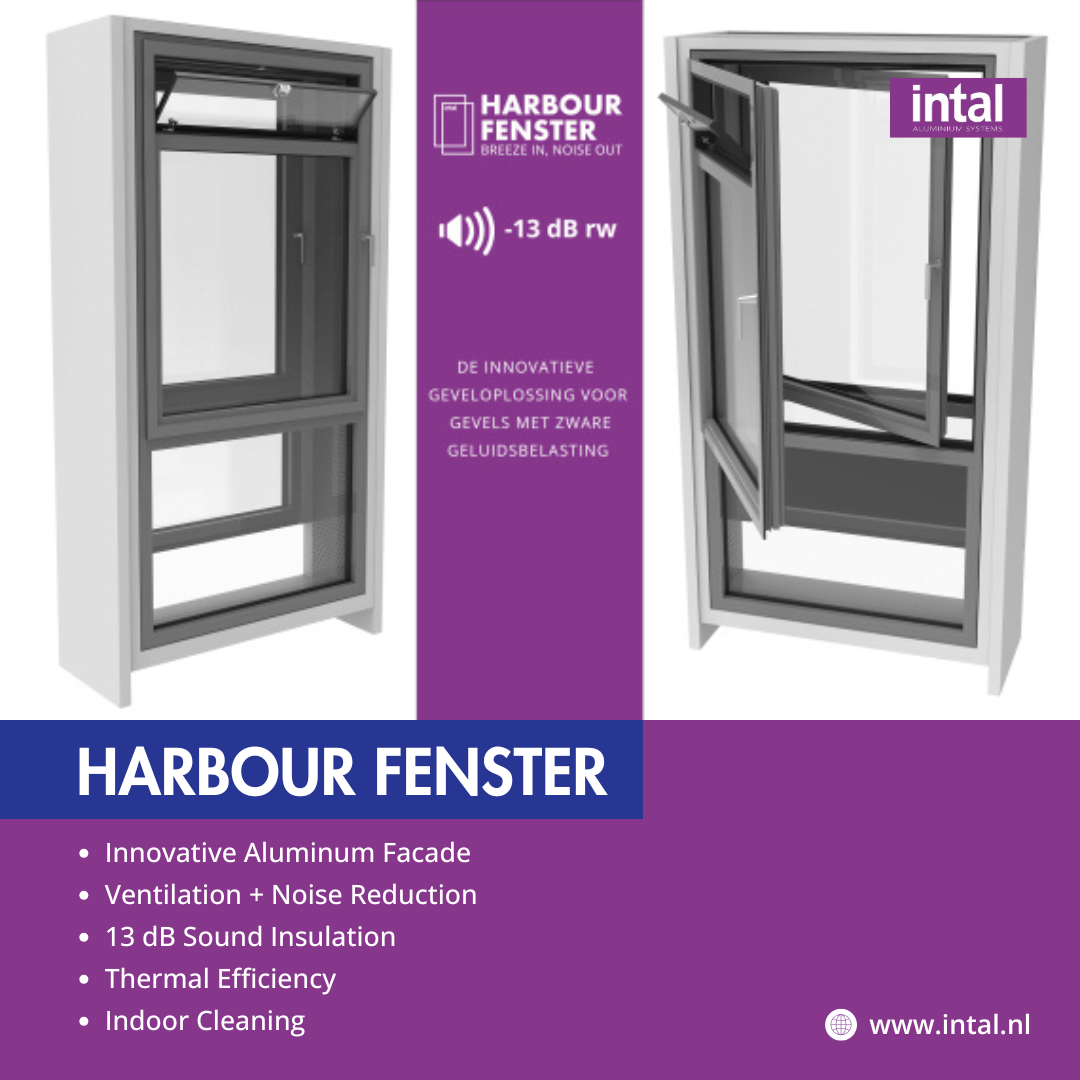 HARBOUR
FENSTER
BREEZE IN, NOISE OUT
-13 dB rw
DE INNOVATIEVE
GEVELOPLOSSING VOOR
GEVELS MET ZWARE
GELUIDSBELASTING
intal
ALUMINIUM SYSTEMS
HARBOUR FENSTER
• Innovative Aluminum Facade
• Ventilation + Noise Reduction
• 13 dB Sound Insulation
• Thermal Efficiency
• Indoor Cleaning
www.intal.nl